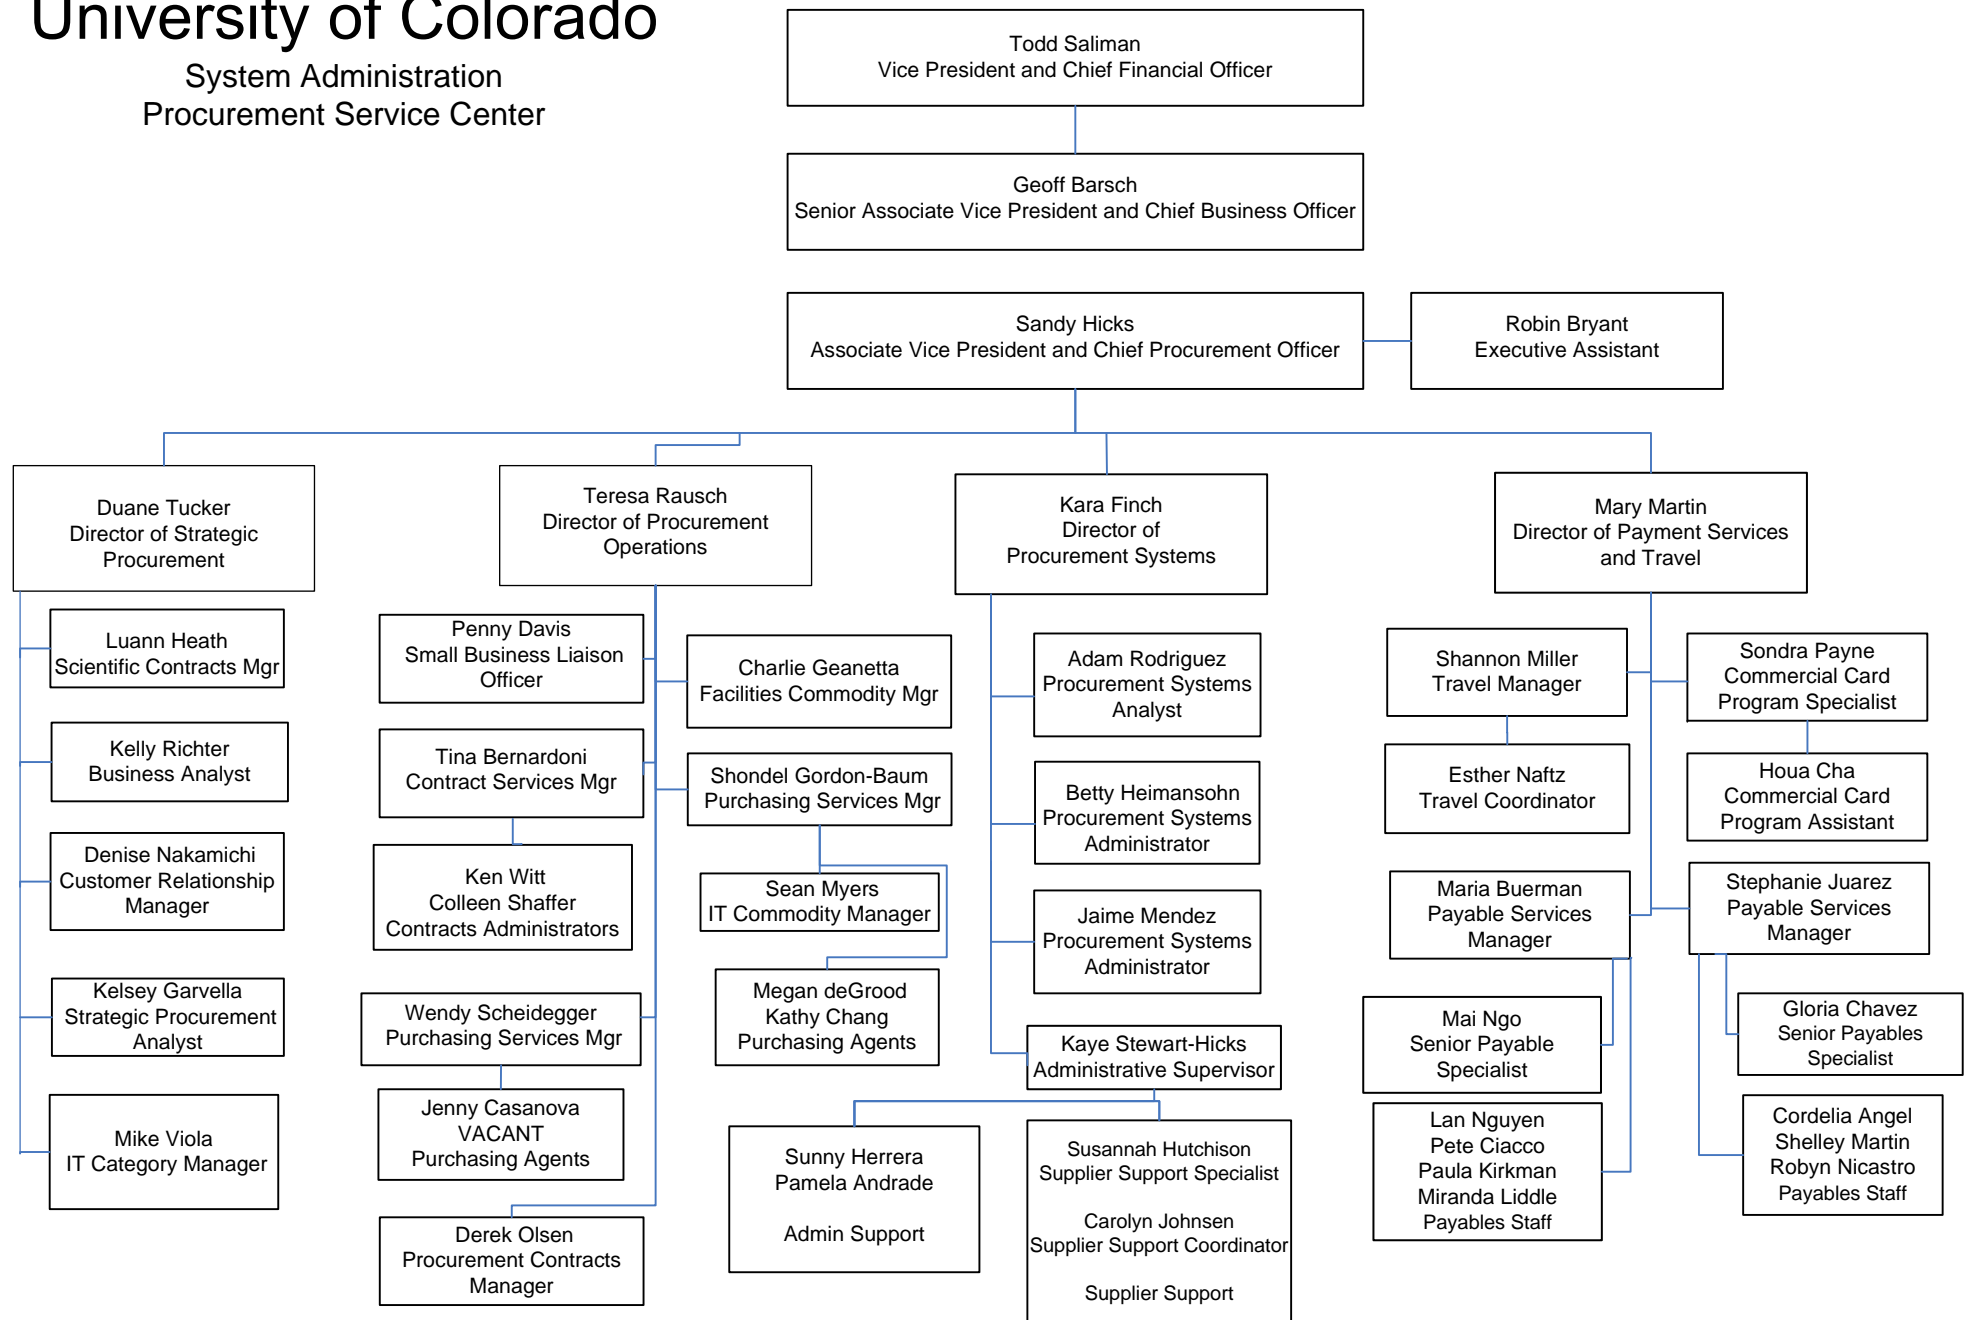 University of Colorado
System Administration
Procurement Service Center
Todd Saliman
Vice President and Chief Financial Officer
Geoff Barsch
Senior Associate Vice President and Chief Business Officer
Sandy Hicks
Associate Vice President and Chief Procurement Officer
Robin Bryant
Executive Assistant
Duane Tucker
Director of Strategic
Procurement
Luann Heath
Scientific Contracts Mgr
Kelly Richter
Business Analyst
Denise Nakamichi
Customer Relationship
Manager
Kelsey Garvella
Strategic Procurement
Analyst
Mike Viola
IT Category Manager
Teresa Rausch
Director of Procurement
Operations
Penny Davis
Small Business Liaison
Officer
Tina Bernardoni
Contract Services Mgr
Ken Witt
Colleen Shaffer
Contracts Administrators
Wendy Scheidegger
Purchasing Services Mgr
Jenny Casanova
VACANT
Purchasing Agents
Derek Olsen
Procurement Contracts
Manager
Charlie Geanetta
Facilities Commodity Mgr
Shondel Gordon-Baum
Purchasing Services Mgr
Sean Myers
IT Commodity Manager
Megan deGrood
Kathy Chang
Purchasing Agents
Kara Finch
Director of
Procurement Systems
Adam Rodriguez
Procurement Systems
Analyst
Betty Heimansohn
Procurement Systems
Administrator
Jaime Mendez
Procurement Systems
Administrator
Kaye Stewart-Hicks
Administrative Supervisor
Sunny Herrera
Pamela Andrade
Admin Support
Susannah Hutchison
Supplier Support Specialist
Carolyn Johnsen
Supplier Support Coordinator
Supplier Support
Mary Martin
Director of Payment Services
and Travel
Shannon Miller
Travel Manager
Esther Naftz
Travel Coordinator
Maria Buerman
Payable Services
Manager
Mai Ngo
Senior Payable
Specialist
Lan Nguyen
Pete Ciacco
Paula Kirkman
Miranda Liddle
Payables Staff
Sondra Payne
Commercial Card
Program Specialist
Houa Cha
Commercial Card
Program Assistant
Stephanie Juarez
Payable Services
Manager
Gloria Chavez
Senior Payables
Specialist
Cordelia Angel
Shelley Martin
Robyn Nicastro
Payables Staff